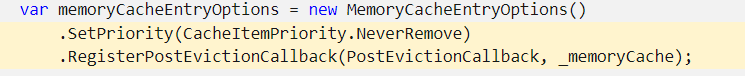 var memoryCacheEntryOptions = new MemoryCacheEntryOptions()
.SetPriority(CacheItemPriority.NeverRemove)
.RegisterPostEvictionCallback(PostEvictionCallback, _memoryCache);